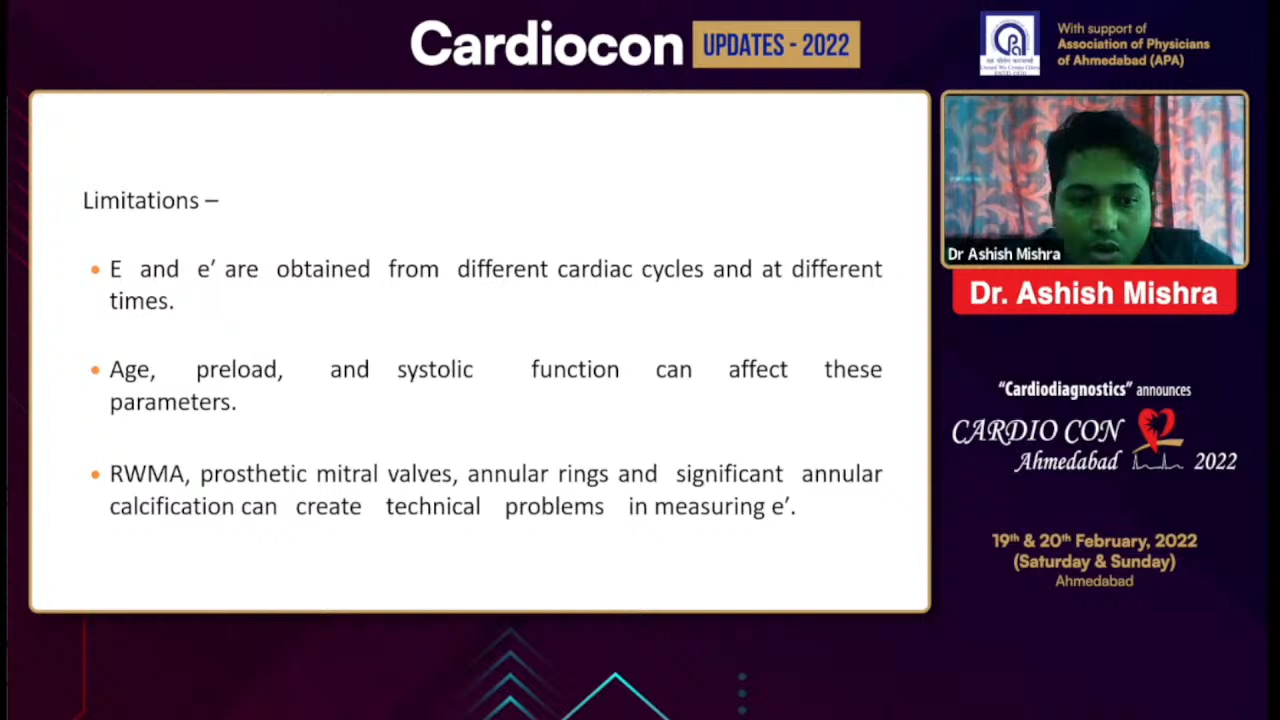 Cardiocon UPDATES - 2022
With support of
Association of Physicians
of Ahmedabad (APA)
Limitations –
• E and e’ are obtained from different cardiac cycles and at different
times.
• Age, preload, and systolic function can affect these
parameters.
• RWMA, prosthetic mitral valves, annular rings and significant annular
calcification can create technical problems in measuring e’.
Dr Ashish Mishra
Dr. Ashish Mishra
“Cardiodiagnostics” announces
CARDIO CON
Ahmedabad 2022
19th & 20th February, 2022
(Saturday & Sunday)
Ahmedabad